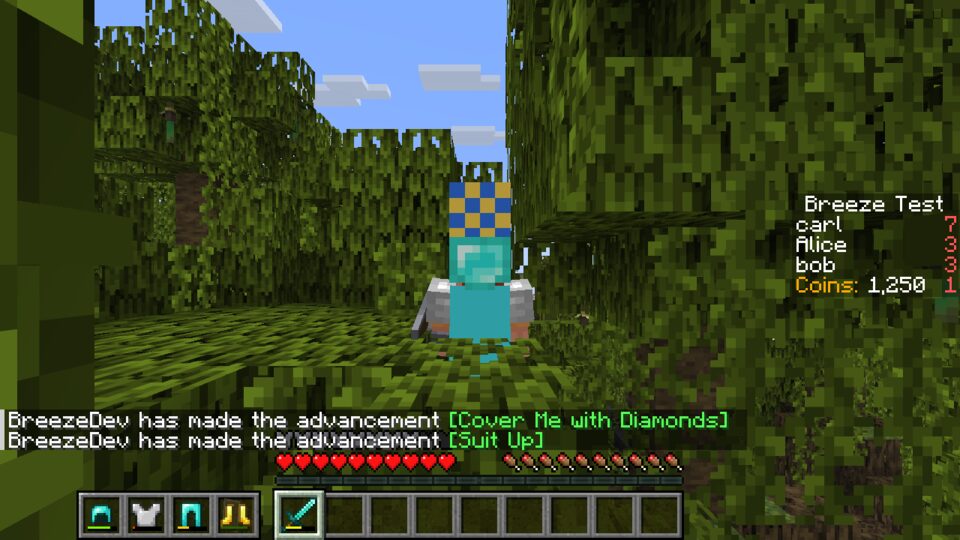 Breeze Test
carl 7
Alice 3
bob 3
Coins: 1,250 1
BreezeDev has made the advancement [Cover Me with Diamonds]
BreezeDev has made the advancement [Suit Up]